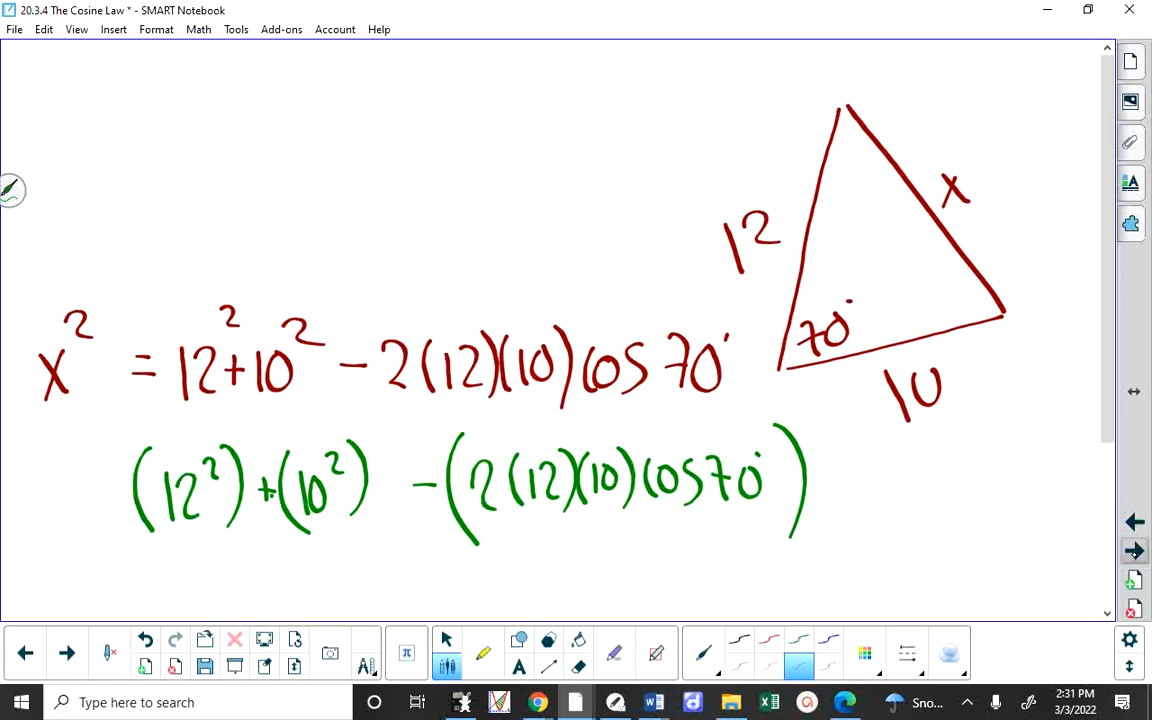 20.3.4 The Cosine Law * - SMART Notebook
File Edit View Insert Format Math Tools Add-ons Account Help
12
x
70°
10
x² = 12² + 10² - 2(12)(10) cos 70°
(12²) + (10²) - (2(12)(10) cos 70°)
π
A
Type here to search
Sno...
2:31 PM
3/3/2022